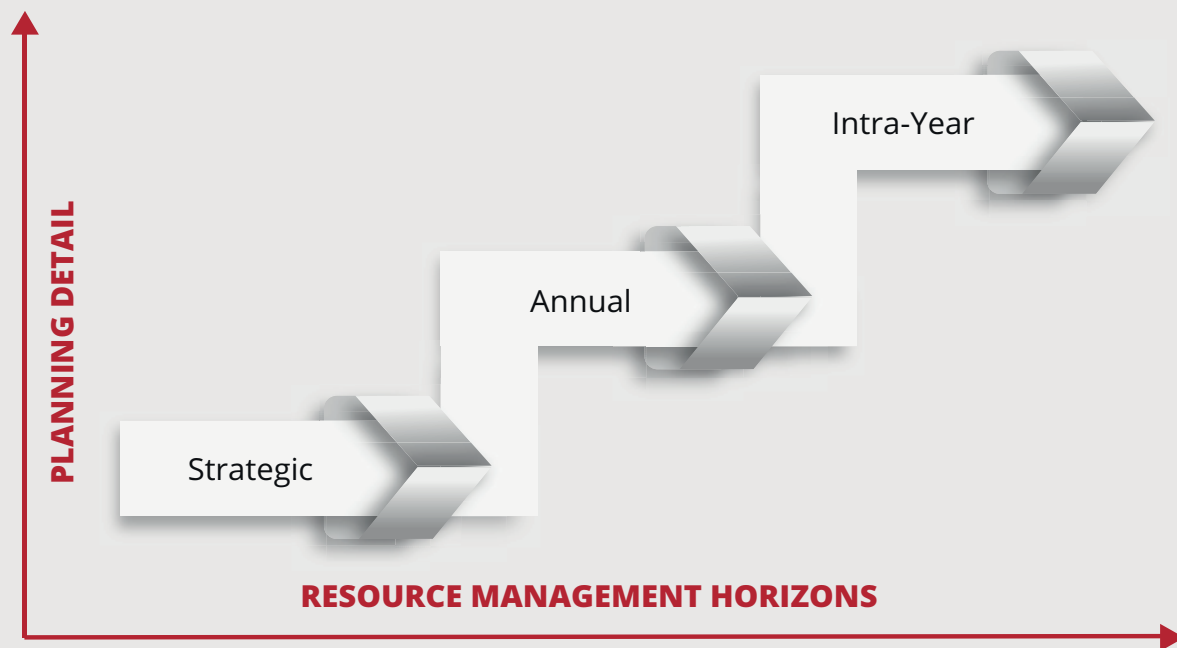 PLANNING DETAIL
Intra-Year
Annual
Strategic
RESOURCE MANAGEMENT HORIZONS